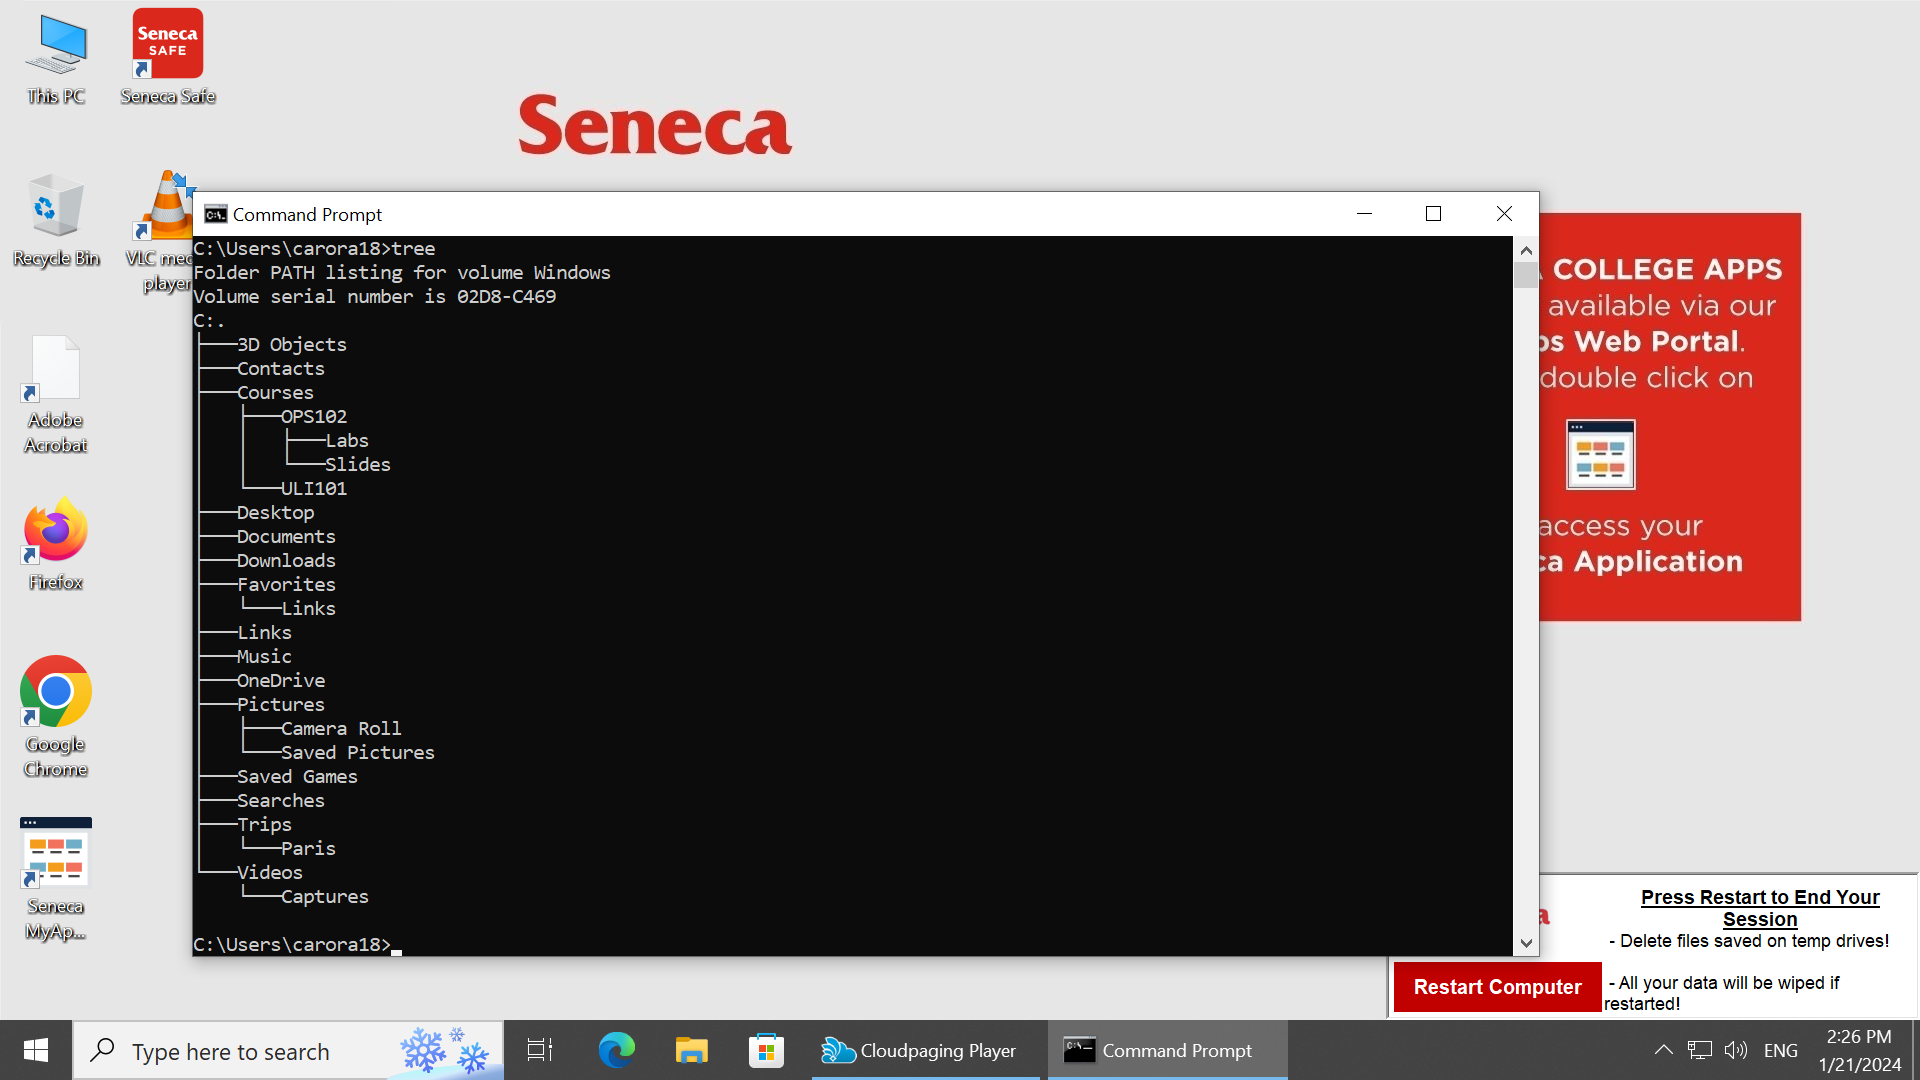 This PC
Seneca
SAFE
Seneca Safe
Seneca
Recycle Bin
VLC med
player
Command Prompt
C:\Users\carora18>tree
Folder PATH listing for volume Windows
Volume serial number is 02D8-C469
C:.
├───3D Objects
├───Contacts
├───Courses
│   ├───OPS102
│   │   ├───Labs
│   │   └───Slides
│   └───ULI101
├───Desktop
├───Documents
├───Downloads
├───Favorites
│   └───Links
├───Links
├───Music
├───OneDrive
├───Pictures
│   ├───Camera Roll
│   └───Saved Pictures
├───Saved Games
├───Searches
├───Trips
│   └───Paris
└───Videos
    └───Captures
C:\Users\carora18>
COLLEGE APPS
available via our
ps Web Portal.
double click on
access your
ca Application
Adobe
Acrobat
Firefox
Google
Chrome
Seneca
MyAp...
Press Restart to End Your
Session
- Delete files saved on temp drives!
- All your data will be wiped if
restarted!
Restart Computer
Type here to search
Cloudpaging Player
Command Prompt
ENG
2:26 PM
1/21/2024